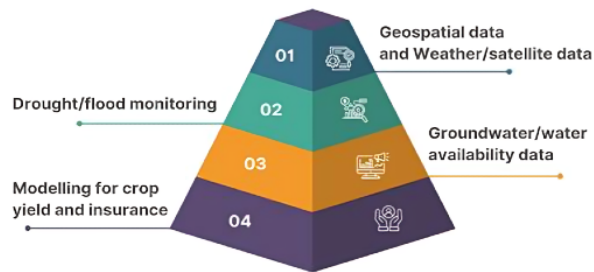 01
Geospatial data
and Weather/satellite data
Drought/flood monitoring
02
03
Groundwater/water
availability data
Modelling for crop
yield and insurance
04